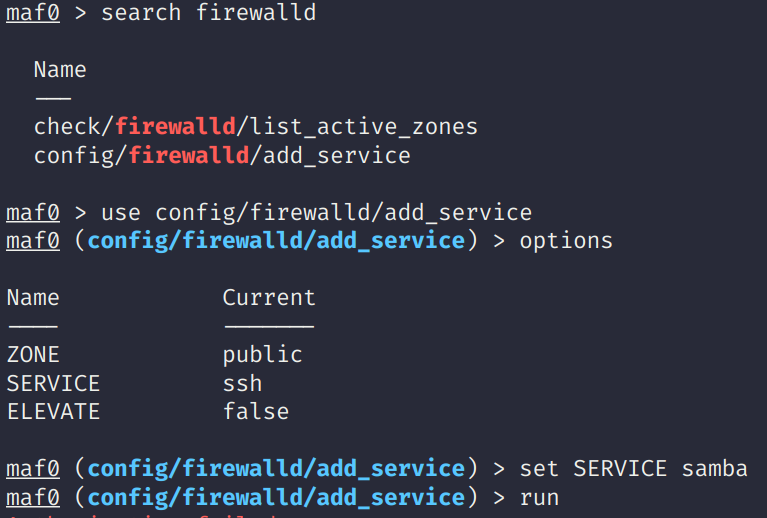 maf0 > search firewalld
Name
----
check/firewalld/list_active_zones
config/firewalld/add_service
maf0 > use config/firewalld/add_service
maf0 (config/firewalld/add_service) > options
Name Current
---- -------
ZONE public
SERVICE ssh
ELEVATE false
maf0 (config/firewalld/add_service) > set SERVICE samba
maf0 (config/firewalld/add_service) > run